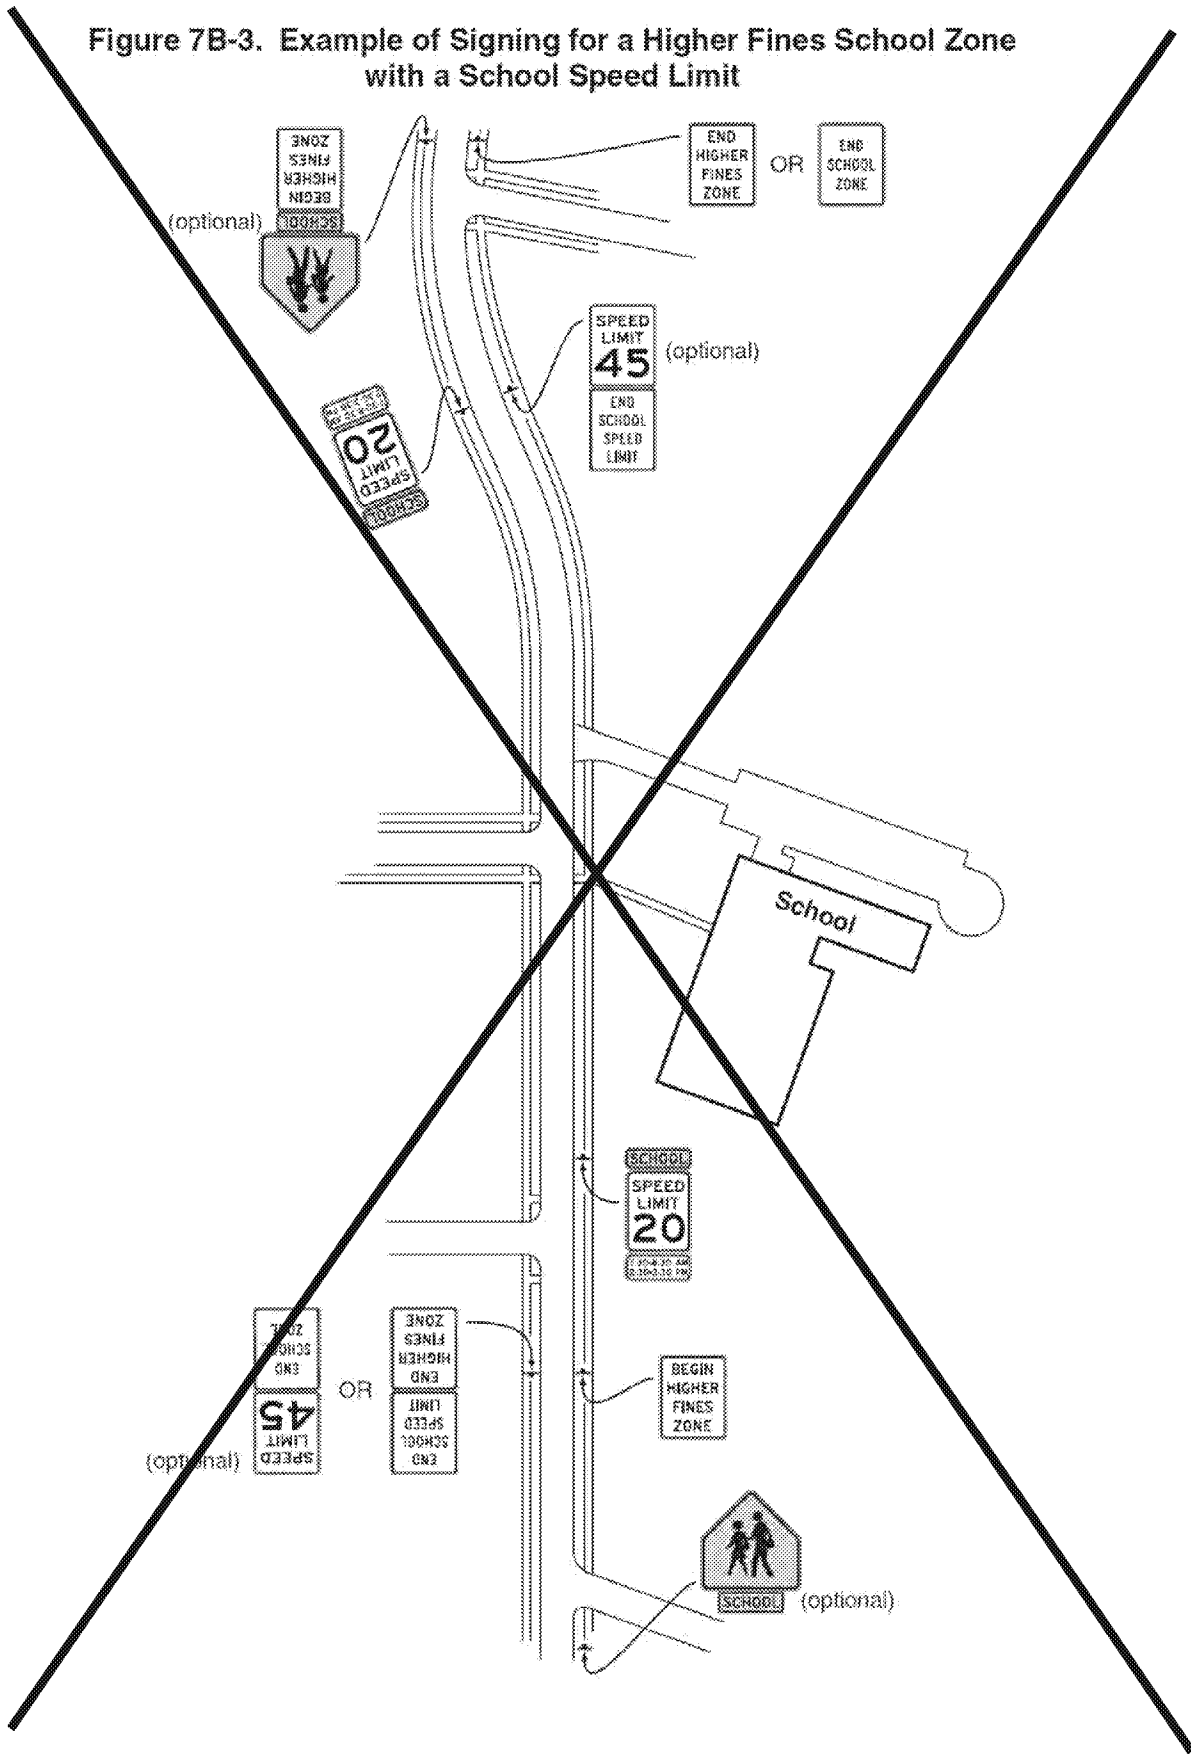 Figure 7B-3. Example of Signing for a Higher Fines School Zone
with a School Speed Limit
BEGIN
HIGHER
FINES
ZONE
SCHOOL
(optional)
END
HIGHER
FINES
ZONE
OR
END
SCHOOL
ZONE
SPEED
LIMIT
45
(optional)
END
SCHOOL
SPEED
LIMIT
SCHOOL
SPEED
LIMIT
20
School
SCHOOL
SPEED
LIMIT
20
END
SCHOOL
ZONE
SPEED
LIMIT
45
(optional)
OR
END
HIGHER
FINES
ZONE
END
SCHOOL
SPEED
LIMIT
BEGIN
HIGHER
FINES
ZONE
SCHOOL
(optional)